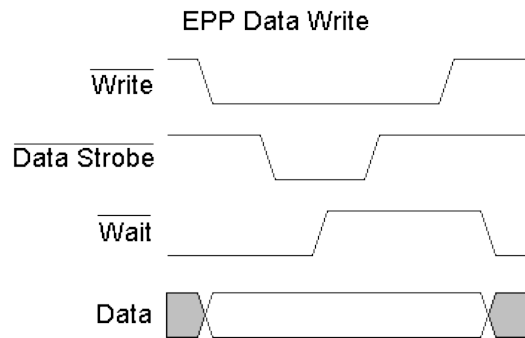 EPP Data Write
Write
Data Strobe
Wait
Data